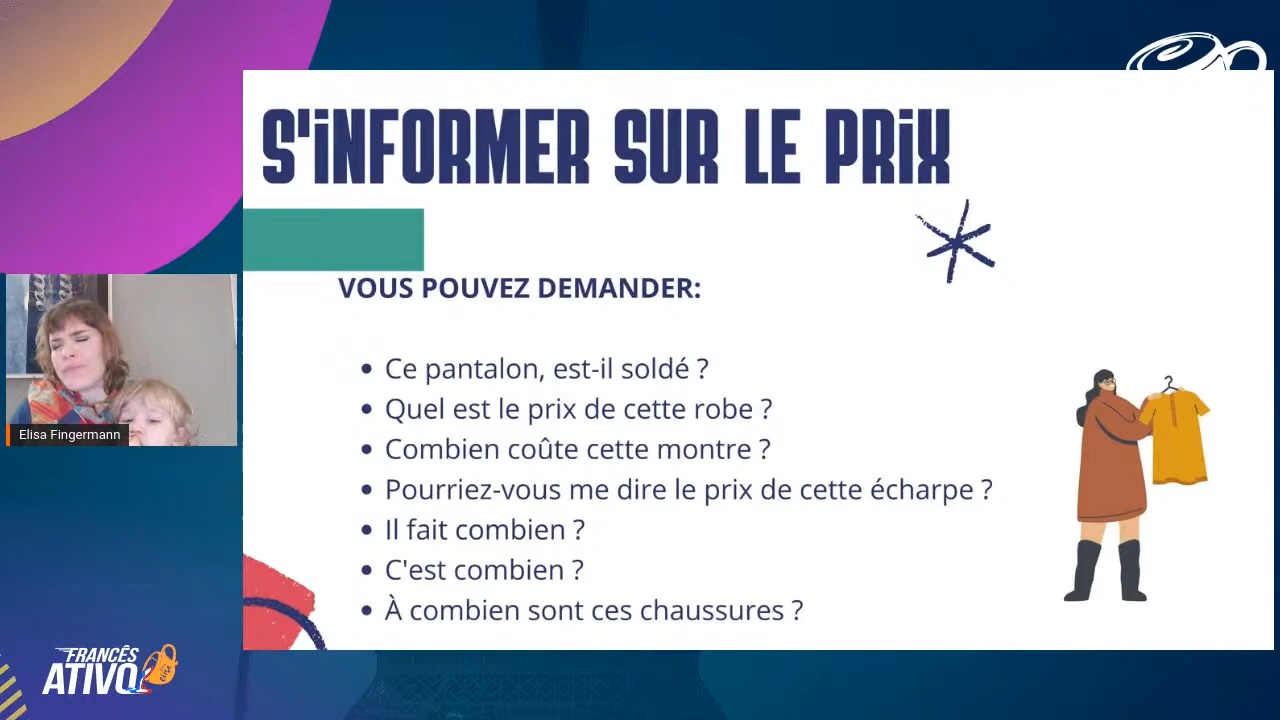 S'iNFORMER SUR LE PRiX
VOUS POUVEZ DEMANDER:
• Ce pantalon, est-il soldé ?
• Quel est le prix de cette robe ?
• Combien coûte cette montre ?
• Pourriez-vous me dire le prix de cette écharpe ?
• Il fait combien ?
• C'est combien ?
• À combien sont ces chaussures ?
Elisa Fingermann
FRANCÊS
ATIVO